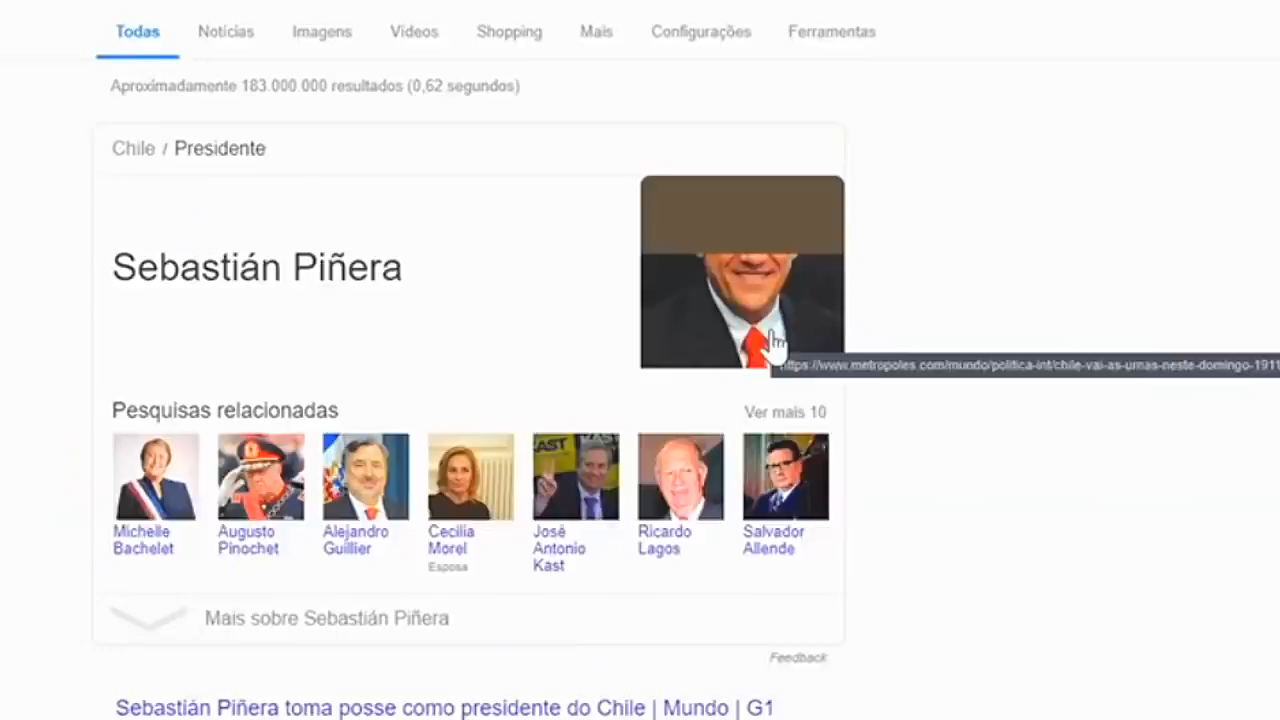 Todas Notícias Imagens Vídeos Shopping Mais Configurações Ferramentas
Aproximadamente 183.000.000 resultados (0,62 segundos)
Chile / Presidente
Sebastián Piñera
https://www.metropoles.com/mundo/politica-int/chile-vai-as-urnas-neste-domingo-1911
Pesquisas relacionadas
Ver mais 10
KAST
Michelle
Bachelet
Augusto
Pinochet
Alejandro
Guillier
Cecilia
Morel
Esposa
José
Antonio
Kast
Ricardo
Lagos
Salvador
Allende
Mais sobre Sebastián Piñera
Feedback
Sebastián Piñera toma posse como presidente do Chile | Mundo | G1